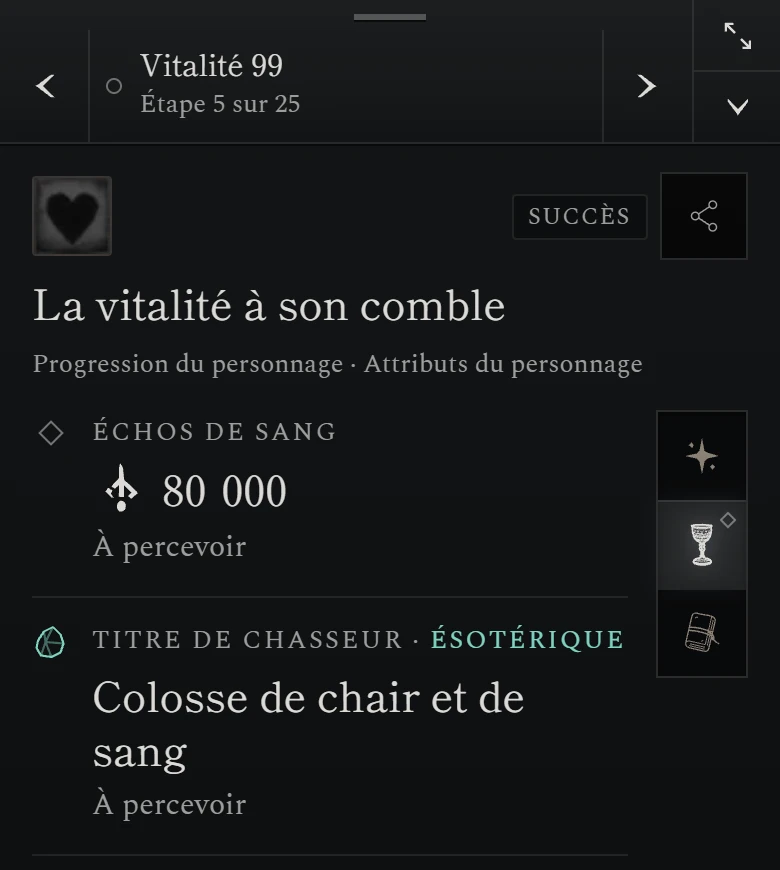 Vitalité 99
Étape 5 sur 25
SUCCÈS
La vitalité à son comble
Progression du personnage · Attributs du personnage
ÉCHOS DE SANG
80 000
À percevoir
TITRE DE CHASSEUR · ÉSOTÉRIQUE
Colosse de chair et de
sang
À percevoir